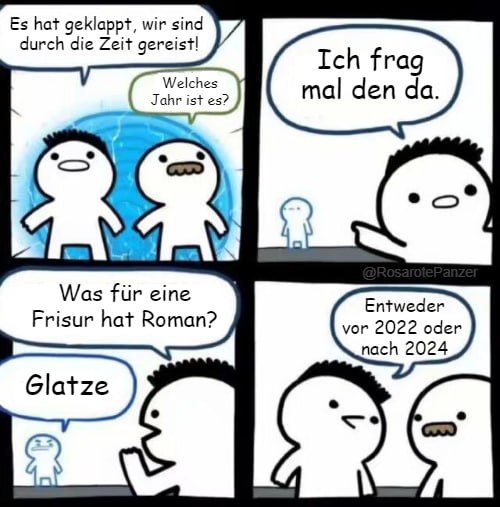 Es hat geklappt, wir sind
durch die Zeit gereist!
Welches
Jahr ist es?
Ich frag
mal den da.
@RosarotePanzer
Was für eine
Frisur hat Roman?
Glatze
Entweder
vor 2022 oder
nach 2024